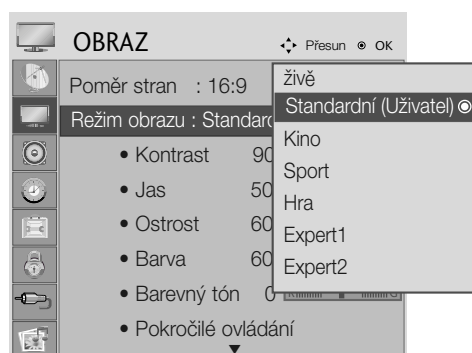 OBRAZ
Přesun OK
Poměr stran : 16:9
Režim obrazu : Standard
• Kontrast 90
• Jas 50
• Ostrost 60
• Barva 60
• Barevný tón 0
• Pokročilé ovládání
živě
Standardní (Uživatel)
Kino
Sport
Hra
Expert1
Expert2